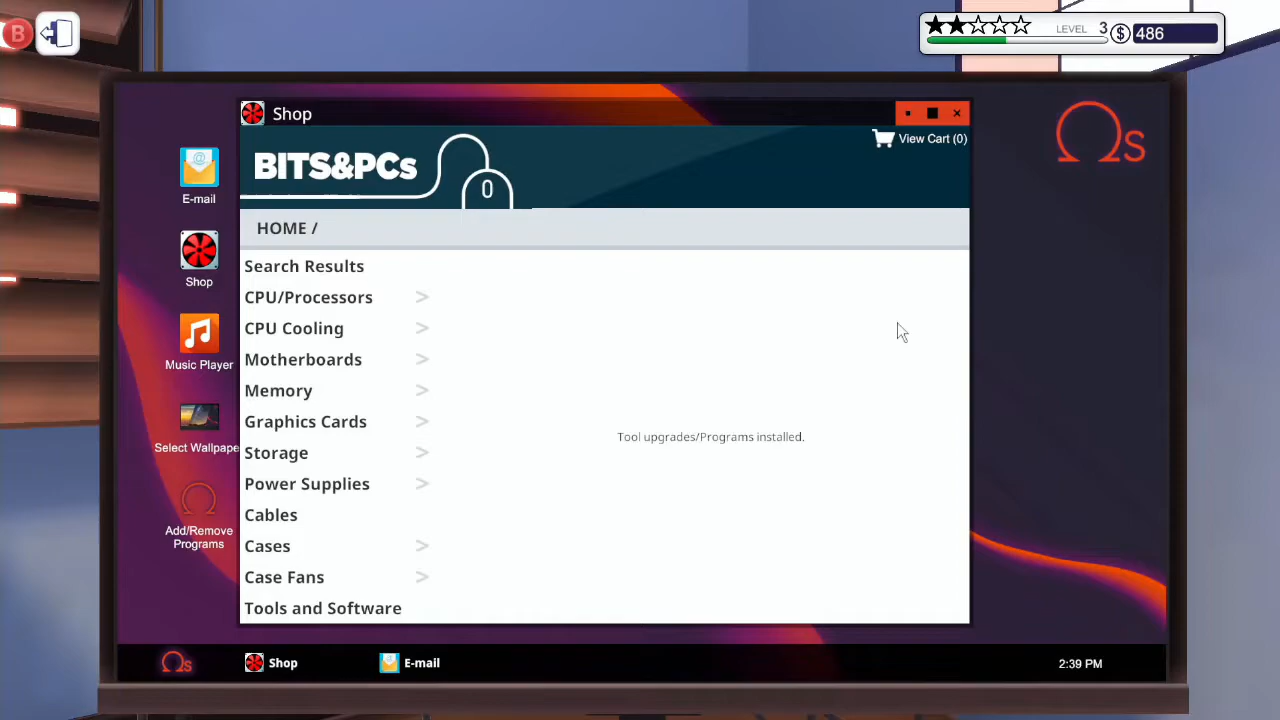 B
LEVEL 3 $ 486
Shop
View Cart (0)
BITS&PCs
HOME /
Search Results
CPU/Processors >
CPU Cooling >
Motherboards >
Memory >
Graphics Cards >
Storage >
Power Supplies >
Cables
Cases >
Case Fans >
Tools and Software
Tool upgrades/Programs installed.
E-mail
Shop
Music Player
Select Wallpape
Add/Remove
Programs
Ωs
Ωs
Shop
E-mail
2:39 PM